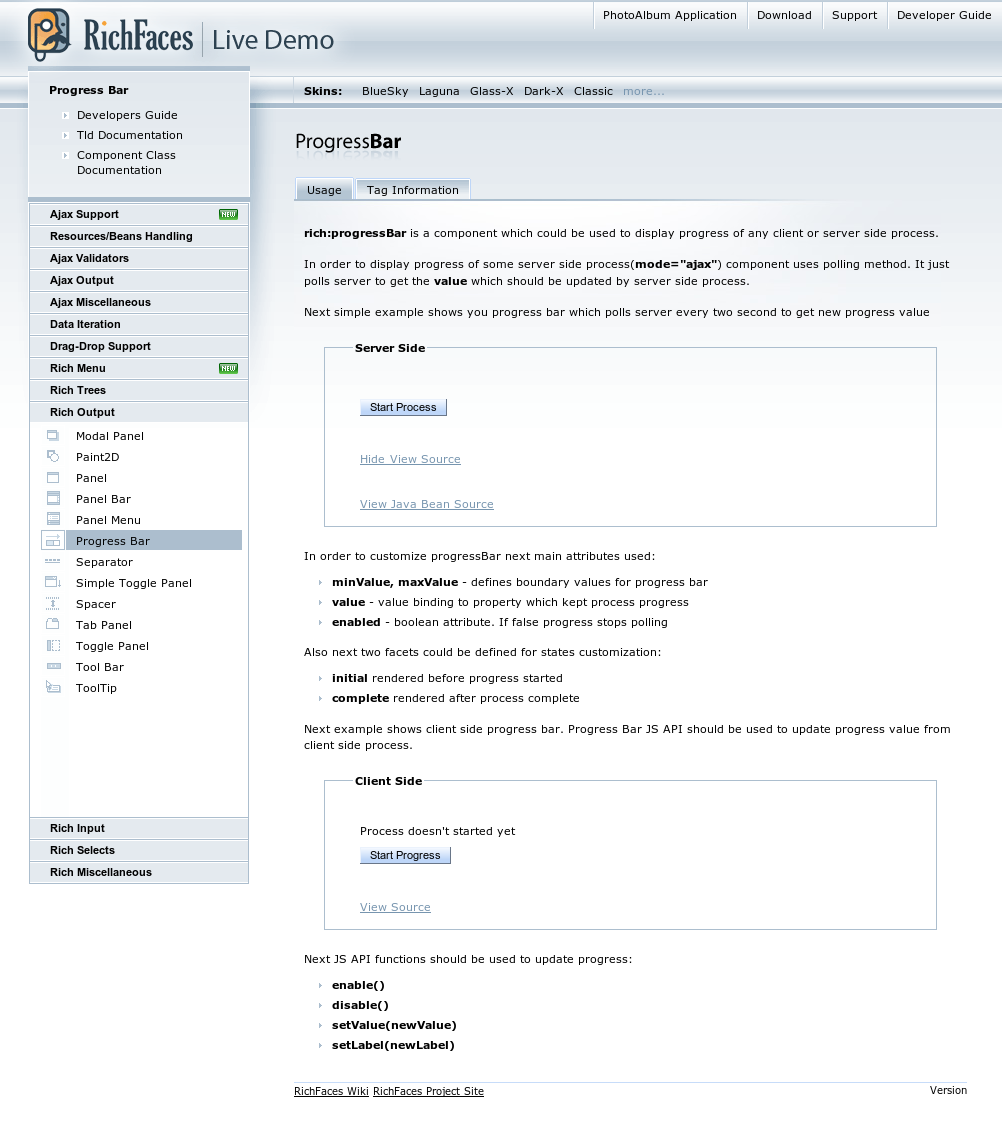 RichFaces Live Demo
PhotoAlbum Application Download Support Developer Guide
Skins: BlueSky Laguna Glass-X Dark-X Classic more...
Progress Bar
Developers Guide
Tld Documentation
Component Class
Documentation
Ajax Support NEW
Resources/Beans Handling
Ajax Validators
Ajax Output
Ajax Miscellaneous
Data Iteration
Drag-Drop Support
Rich Menu NEW
Rich Trees
Rich Output
Modal Panel
Paint2D
Panel
Panel Bar
Panel Menu
Progress Bar
Separator
Simple Toggle Panel
Spacer
Tab Panel
Toggle Panel
Tool Bar
ToolTip
Rich Input
Rich Selects
Rich Miscellaneous
ProgressBar
Usage Tag Information
rich:progressBar is a component which could be used to display progress of any client or server side process.
In order to display progress of some server side process(mode="ajax") component uses polling method. It just
polls server to get the value which should be updated by server side process.
Next simple example shows you progress bar which polls server every two second to get new progress value
Server Side
Start Process
Hide View Source
View Java Bean Source
In order to customize progressBar next main attributes used:
minValue, maxValue - defines boundary values for progress bar
value - value binding to property which kept process progress
enabled - boolean attribute. If false progress stops polling
Also next two facets could be defined for states customization:
initial rendered before progress started
complete rendered after process complete
Next example shows client side progress bar. Progress Bar JS API should be used to update progress value from
client side process.
Client Side
Process doesn't started yet
Start Progress
View Source
Next JS API functions should be used to update progress:
enable()
disable()
setValue(newValue)
setLabel(newLabel)
RichFaces Wiki RichFaces Project Site Version